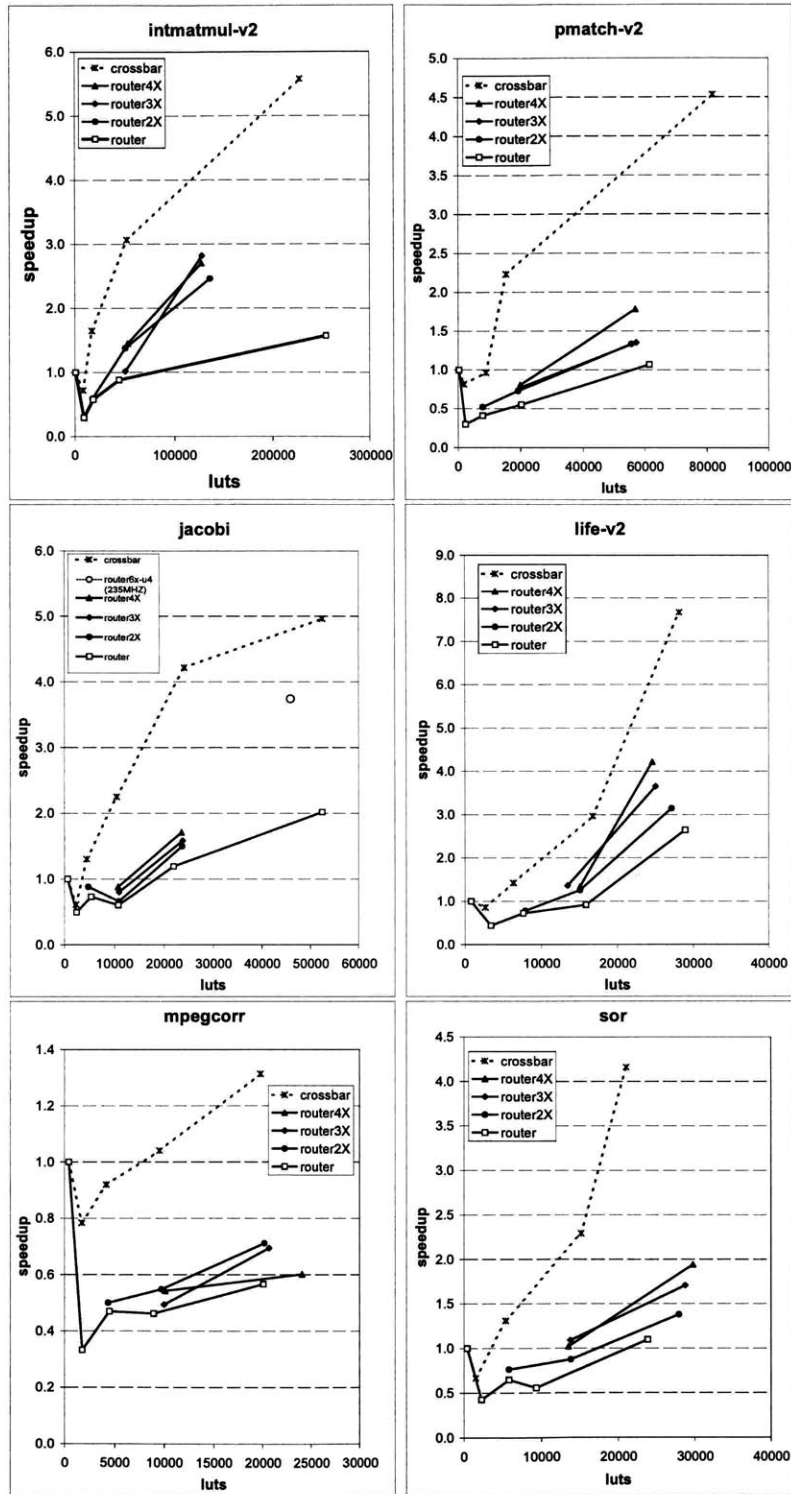 intmatmul-v2
6.0
5.0
4.0
3.0
2.0
1.0
0.0
speedup
crossbar
router4X
router3X
router2X
router
0
100000
200000
300000
luts
pmatch-v2
5.0
4.5
4.0
3.5
3.0
2.5
2.0
1.5
1.0
0.5
0.0
speedup
crossbar
router4X
router3X
router2X
router
0
20000
40000
60000
80000
100000
luts
jacobi
6.0
5.0
4.0
3.0
2.0
1.0
0.0
speedup
crossbar
router6x-u4
(235MHZ)
router4X
router3X
router2X
router
0
10000
20000
30000
40000
50000
60000
luts
life-v2
9.0
8.0
7.0
6.0
5.0
4.0
3.0
2.0
1.0
0.0
speedup
crossbar
router4X
router3X
router2X
router
0
10000
20000
30000
40000
luts
mpegcorr
1.4
1.2
1.0
0.8
0.6
0.4
0.2
0.0
speedup
crossbar
router4X
router3X
router2X
router
0
5000
10000
15000
20000
25000
30000
luts
sor
4.5
4.0
3.5
3.0
2.5
2.0
1.5
1.0
0.5
0.0
speedup
crossbar
router4X
router3X
router2X
router
0
10000
20000
30000
40000
luts